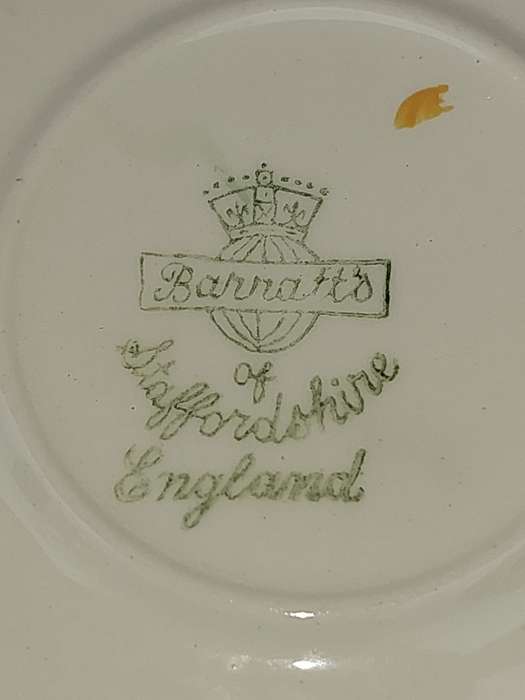 Barratt's
of
Staffordshire
England